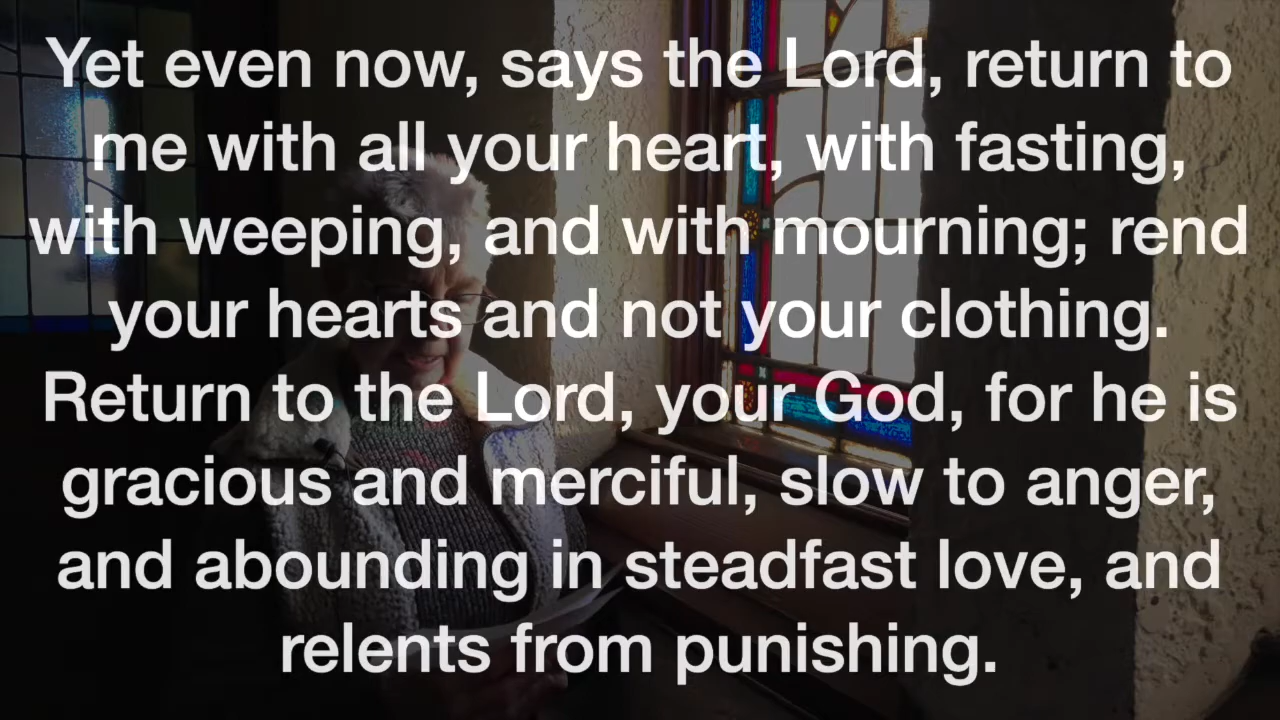 Yet even now, says the Lord, return to
me with all your heart, with fasting,
with weeping, and with mourning; rend
your hearts and not your clothing.
Return to the Lord, your God, for he is
gracious and merciful, slow to anger,
and abounding in steadfast love, and
relents from punishing.